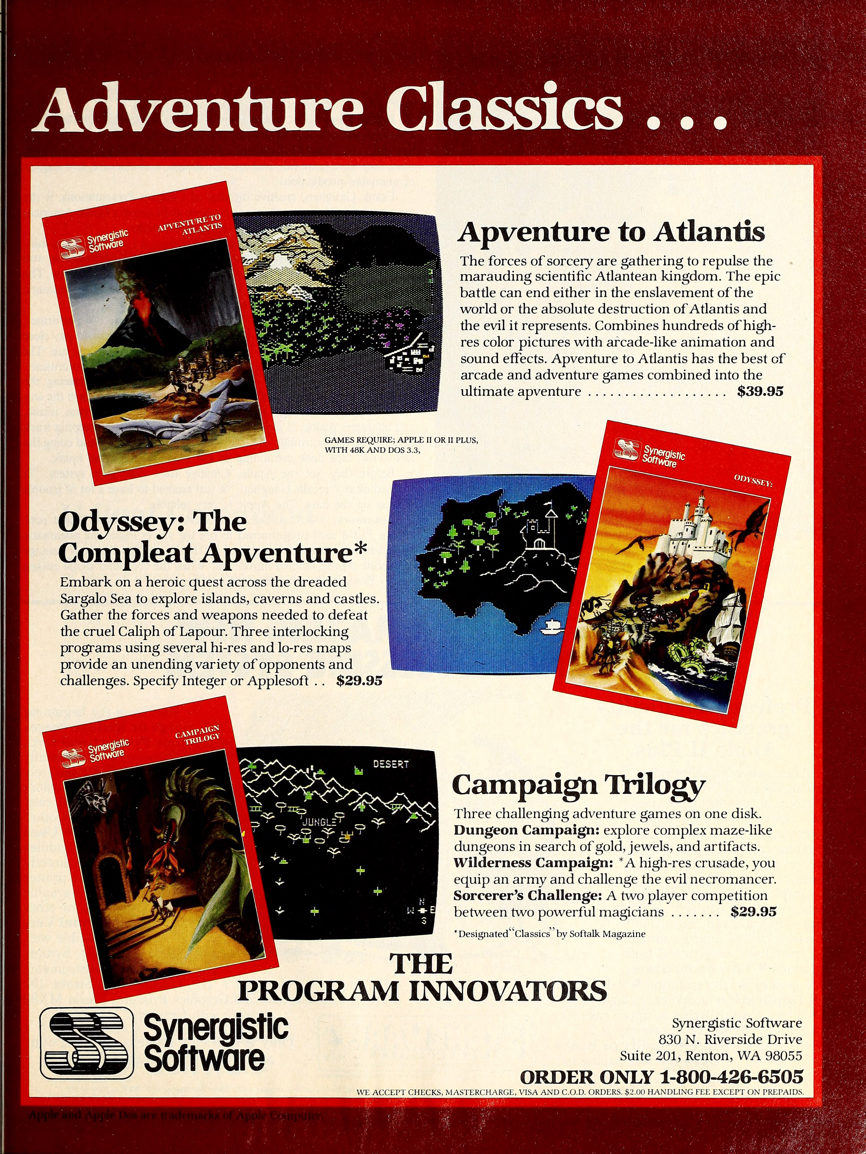 Adventure Classics . . .
Synergistic
Software
APVENTURE TO
ATLANTIS
Apventure to Atlantis
The forces of sorcery are gathering to repulse the
marauding scientific Atlantean kingdom. The epic
battle can end either in the enslavement of the
world or the absolute destruction of Atlantis and
the evil it represents. Combines hundreds of high-
res color pictures with arcade-like animation and
sound effects. Apventure to Atlantis has the best of
arcade and adventure games combined into the
ultimate apventure . . . . . . . . . . . . . . . . . . . $39.95
GAMES REQUIRE; APPLE II OR II PLUS,
WITH 48K AND DOS 3.3,
Synergistic
Software
ODYSSEY:
Odyssey: The
Compleat Apventure*
Embark on a heroic quest across the dreaded
Sargalo Sea to explore islands, caverns and castles.
Gather the forces and weapons needed to defeat
the cruel Caliph of Lapour. Three interlocking
programs using several hi-res and lo-res maps
provide an unending variety of opponents and
challenges. Specify Integer or Applesoft . . $29.95
Synergistic
Software
CAMPAIGN
TRILOGY
DESERT
JUNGLE
N
W E
S
Campaign Trilogy
Three challenging adventure games on one disk.
Dungeon Campaign: explore complex maze-like
dungeons in search of gold, jewels, and artifacts.
Wilderness Campaign: *A high-res crusade, you
equip an army and challenge the evil necromancer.
Sorcerer's Challenge: A two player competition
between two powerful magicians . . . . . . . $29.95
*Designated "Classics" by Softalk Magazine
THE
PROGRAM INNOVATORS
Synergistic
Software
Synergistic Software
830 N. Riverside Drive
Suite 201, Renton, WA 98055
ORDER ONLY 1-800-426-6505
WE ACCEPT CHECKS, MASTERCHARGE, VISA AND C.O.D. ORDERS. $2.00 HANDLING FEE EXCEPT ON PREPAIDS.
Apple and Apple Dos are trademarks of Apple Computer